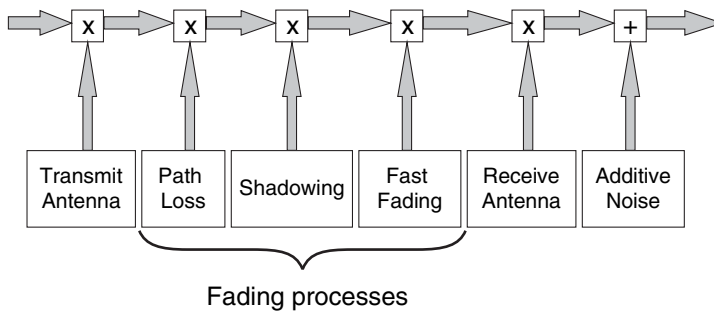 x x x x x +
Transmit Antenna
Path Loss
Shadowing
Fast Fading
Receive Antenna
Additive Noise
Fading processes